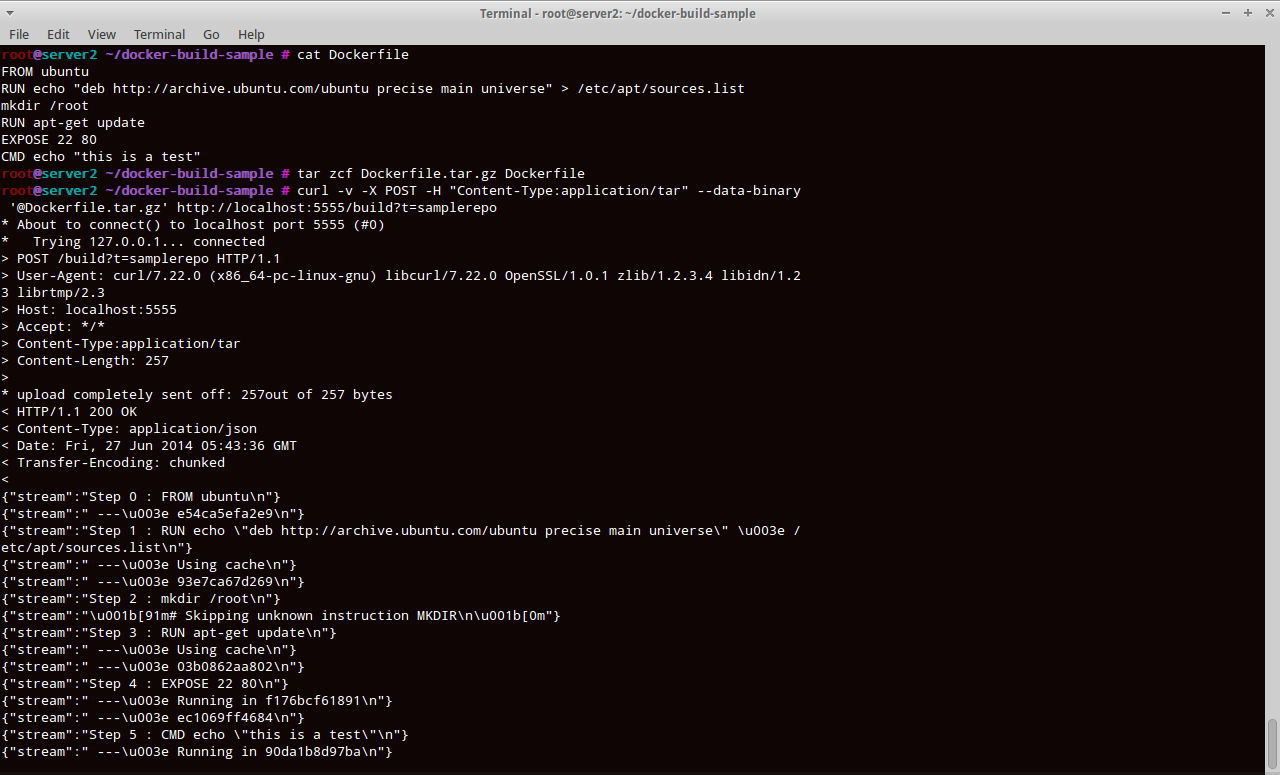 Terminal - root@server2: ~/docker-build-sample
File Edit View Terminal Go Help
root@server2 ~/docker-build-sample # cat Dockerfile
FROM ubuntu
RUN echo "deb http://archive.ubuntu.com/ubuntu precise main universe" > /etc/apt/sources.list
mkdir /root
RUN apt-get update
EXPOSE 22 80
CMD echo "this is a test"
root@server2 ~/docker-build-sample # tar zcf Dockerfile.tar.gz Dockerfile
root@server2 ~/docker-build-sample # curl -v -X POST -H "Content-Type:application/tar" --data-binary
 '@Dockerfile.tar.gz' http://localhost:5555/build?t=samplerepo
* About to connect() to localhost port 5555 (#0)
*   Trying 127.0.0.1... connected
> POST /build?t=samplerepo HTTP/1.1
> User-Agent: curl/7.22.0 (x86_64-pc-linux-gnu) libcurl/7.22.0 OpenSSL/1.0.1 zlib/1.2.3.4 libidn/1.2
3 librtmp/2.3
> Host: localhost:5555
> Accept: */*
> Content-Type:application/tar
> Content-Length: 257
>
* upload completely sent off: 257out of 257 bytes
< HTTP/1.1 200 OK
< Content-Type: application/json
< Date: Fri, 27 Jun 2014 05:43:36 GMT
< Transfer-Encoding: chunked
<
{"stream":"Step 0 : FROM ubuntu\n"}
{"stream":" ---\u003e e54ca5efa2e9\n"}
{"stream":"Step 1 : RUN echo \"deb http://archive.ubuntu.com/ubuntu precise main universe\" \u003e /
etc/apt/sources.list\n"}
{"stream":" ---\u003e Using cache\n"}
{"stream":" ---\u003e 93e7ca67d269\n"}
{"stream":"Step 2 : mkdir /root\n"}
{"stream":"\u001b[91m# Skipping unknown instruction MKDIR\n\u001b[0m"}
{"stream":"Step 3 : RUN apt-get update\n"}
{"stream":" ---\u003e Using cache\n"}
{"stream":" ---\u003e 03b0862aa802\n"}
{"stream":"Step 4 : EXPOSE 22 80\n"}
{"stream":" ---\u003e Running in f176bcf61891\n"}
{"stream":" ---\u003e ec1069ff4684\n"}
{"stream":"Step 5 : CMD echo \"this is a test\"\n"}
{"stream":" ---\u003e Running in 90da1b8d97ba\n"}